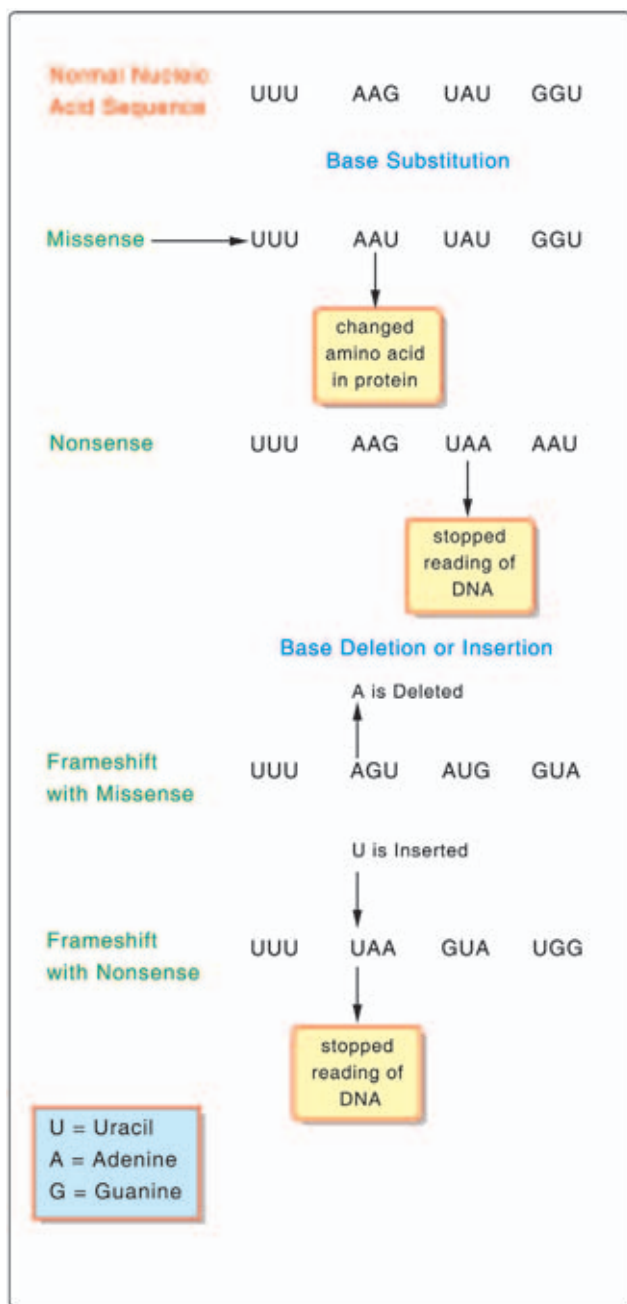 Normal Nucleic
Acid Sequence
UUU AAG UAU GGU
Base Substitution
Missense UUU AAU UAU GGU
changed
amino acid
in protein
Nonsense UUU AAG UAA AAU
stopped
reading of
DNA
Base Deletion or Insertion
A is Deleted
Frameshift
with Missense
UUU AGU AUG GUA
U is Inserted
Frameshift
with Nonsense
UUU UAA GUA UGG
stopped
reading of
DNA
U = Uracil
A = Adenine
G = Guanine